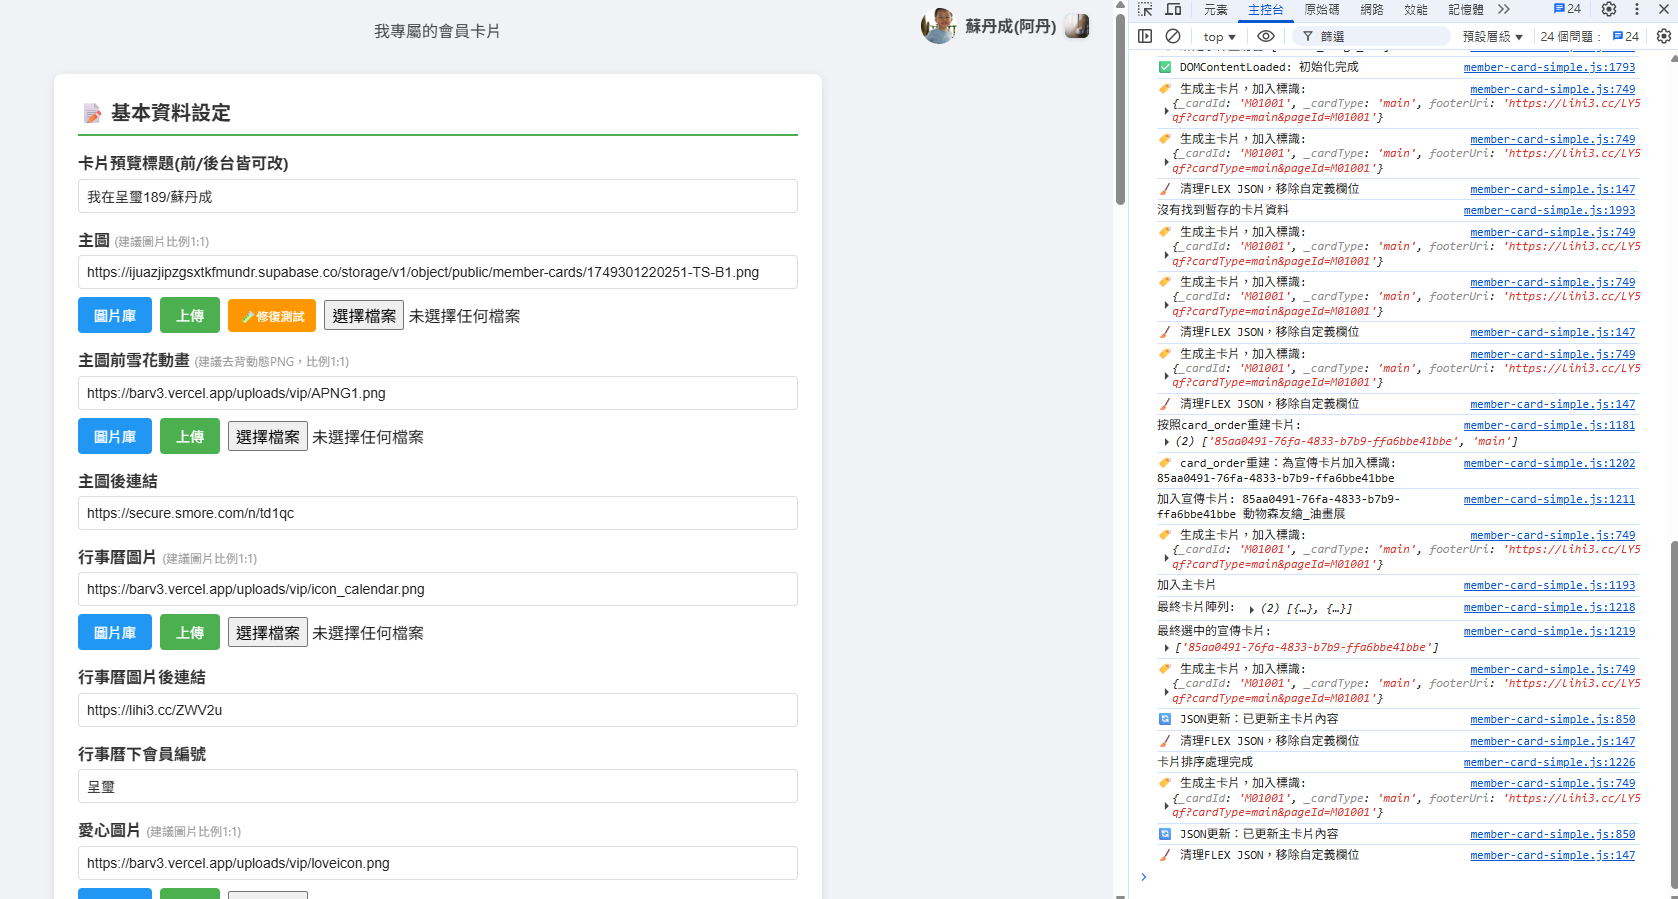 我專屬的會員卡片
蘇丹成(阿丹)
基本資料設定
卡片預覽標題(前/後台皆可改)
我在呈璽189/蘇丹成
主圖 (建議圖片比例1:1)
https://ijuazjipzgsxtkfmundr.supabase.co/storage/v1/object/public/member-cards/1749301220251-TS-B1.png
圖片庫 上傳 修復測試 選擇檔案 未選擇任何檔案
主圖前雪花動畫 (建議去背動態PNG，比例1:1)
https://barv3.vercel.app/uploads/vip/APNG1.png
圖片庫 上傳 選擇檔案 未選擇任何檔案
主圖後連結
https://secure.smore.com/n/td1qc
行事曆圖片 (建議圖片比例1:1)
https://barv3.vercel.app/uploads/vip/icon_calendar.png
圖片庫 上傳 選擇檔案 未選擇任何檔案
行事曆圖片後連結
https://lihi3.cc/ZWV2u
行事曆下會員編號
呈璽
愛心圖片 (建議圖片比例1:1)
https://barv3.vercel.app/uploads/vip/loveicon.png
元素 主控台 原始碼 網路 效能 記憶體 24
top 篩選 預設層級 24 個問題： 24
DOMContentLoaded: 初始化完成 member-card-simple.js:1793
生成主卡片，加入標識: member-card-simple.js:749
{_cardId: 'M01001', _cardType: 'main', footerUri: 'https://lihi3.cc/LY5
qf?cardType=main&pageId=M01001'}
生成主卡片，加入標識: member-card-simple.js:749
{_cardId: 'M01001', _cardType: 'main', footerUri: 'https://lihi3.cc/LY5
qf?cardType=main&pageId=M01001'}
清理FLEX JSON，移除自定義欄位 member-card-simple.js:147
沒有找到暫存的卡片資料 member-card-simple.js:1993
生成主卡片，加入標識: member-card-simple.js:749
{_cardId: 'M01001', _cardType: 'main', footerUri: 'https://lihi3.cc/LY5
qf?cardType=main&pageId=M01001'}
生成主卡片，加入標識: member-card-simple.js:749
{_cardId: 'M01001', _cardType: 'main', footerUri: 'https://lihi3.cc/LY5
qf?cardType=main&pageId=M01001'}
清理FLEX JSON，移除自定義欄位 member-card-simple.js:147
生成主卡片，加入標識: member-card-simple.js:749
{_cardId: 'M01001', _cardType: 'main', footerUri: 'https://lihi3.cc/LY5
qf?cardType=main&pageId=M01001'}
清理FLEX JSON，移除自定義欄位 member-card-simple.js:147
按照card_order重建卡片: member-card-simple.js:1181
(2) ['85aa0491-76fa-4833-b7b9-ffa6bbe41bbe', 'main']
card_order重建：為宣傳卡片加入標識: member-card-simple.js:1202
85aa0491-76fa-4833-b7b9-ffa6bbe41bbe
加入宣傳卡片: 85aa0491-76fa-4833-b7b9- member-card-simple.js:1211
ffa6bbe41bbe 動物森友繪_油畫展
生成主卡片，加入標識: member-card-simple.js:749
{_cardId: 'M01001', _cardType: 'main', footerUri: 'https://lihi3.cc/LY5
qf?cardType=main&pageId=M01001'}
加入主卡片 member-card-simple.js:1193
最終卡片陣列: (2) [{…}, {…}] member-card-simple.js:1218
最終選中的宣傳卡片: member-card-simple.js:1219
['85aa0491-76fa-4833-b7b9-ffa6bbe41bbe']
生成主卡片，加入標識: member-card-simple.js:749
{_cardId: 'M01001', _cardType: 'main', footerUri: 'https://lihi3.cc/LY5
qf?cardType=main&pageId=M01001'}
JSON更新：已更新主卡片內容 member-card-simple.js:850
清理FLEX JSON，移除自定義欄位 member-card-simple.js:147
卡片排序處理完成 member-card-simple.js:1226
生成主卡片，加入標識: member-card-simple.js:749
{_cardId: 'M01001', _cardType: 'main', footerUri: 'https://lihi3.cc/LY5
qf?cardType=main&pageId=M01001'}
JSON更新：已更新主卡片內容 member-card-simple.js:850
清理FLEX JSON，移除自定義欄位 member-card-simple.js:147